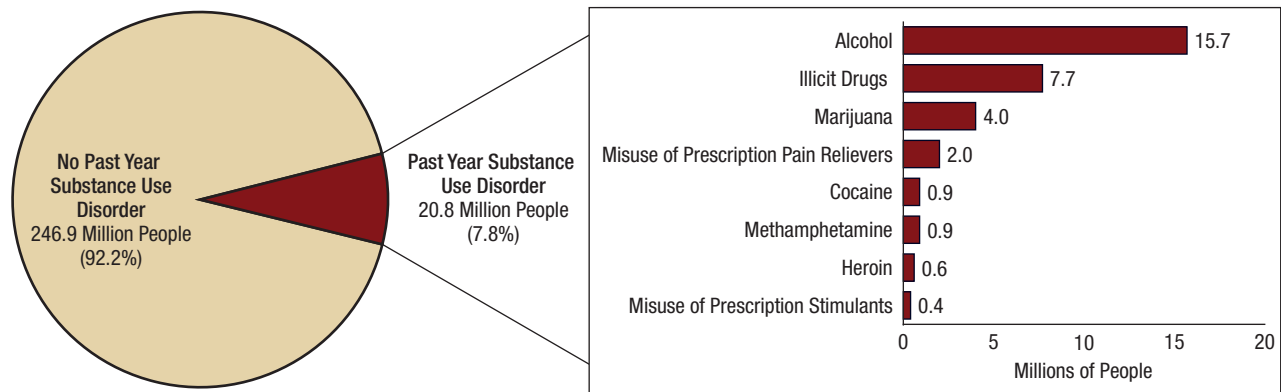 No Past Year
Substance Use
Disorder
246.9 Million People
(92.2%)
Past Year Substance
Use Disorder
20.8 Million People
(7.8%)
Alcohol 15.7
Illicit Drugs 7.7
Marijuana 4.0
Misuse of Prescription Pain Relievers 2.0
Cocaine 0.9
Methamphetamine 0.9
Heroin 0.6
Misuse of Prescription Stimulants 0.4
0 5 10 15 20
Millions of People